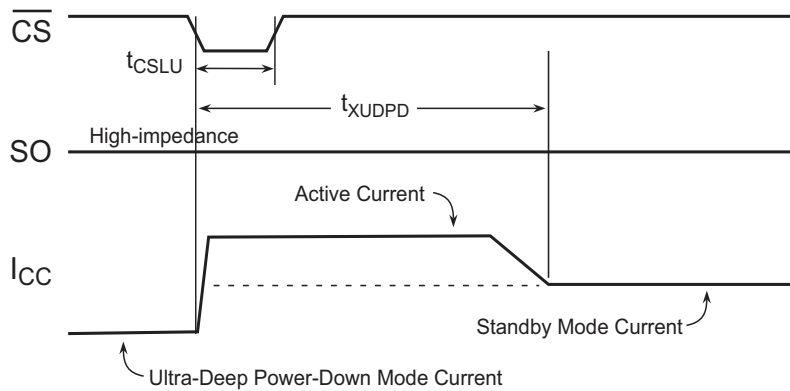 CS
tCSLU
tXUDPD
High-impedance
SO
Active Current
ICC
Standby Mode Current
Ultra-Deep Power-Down Mode Current